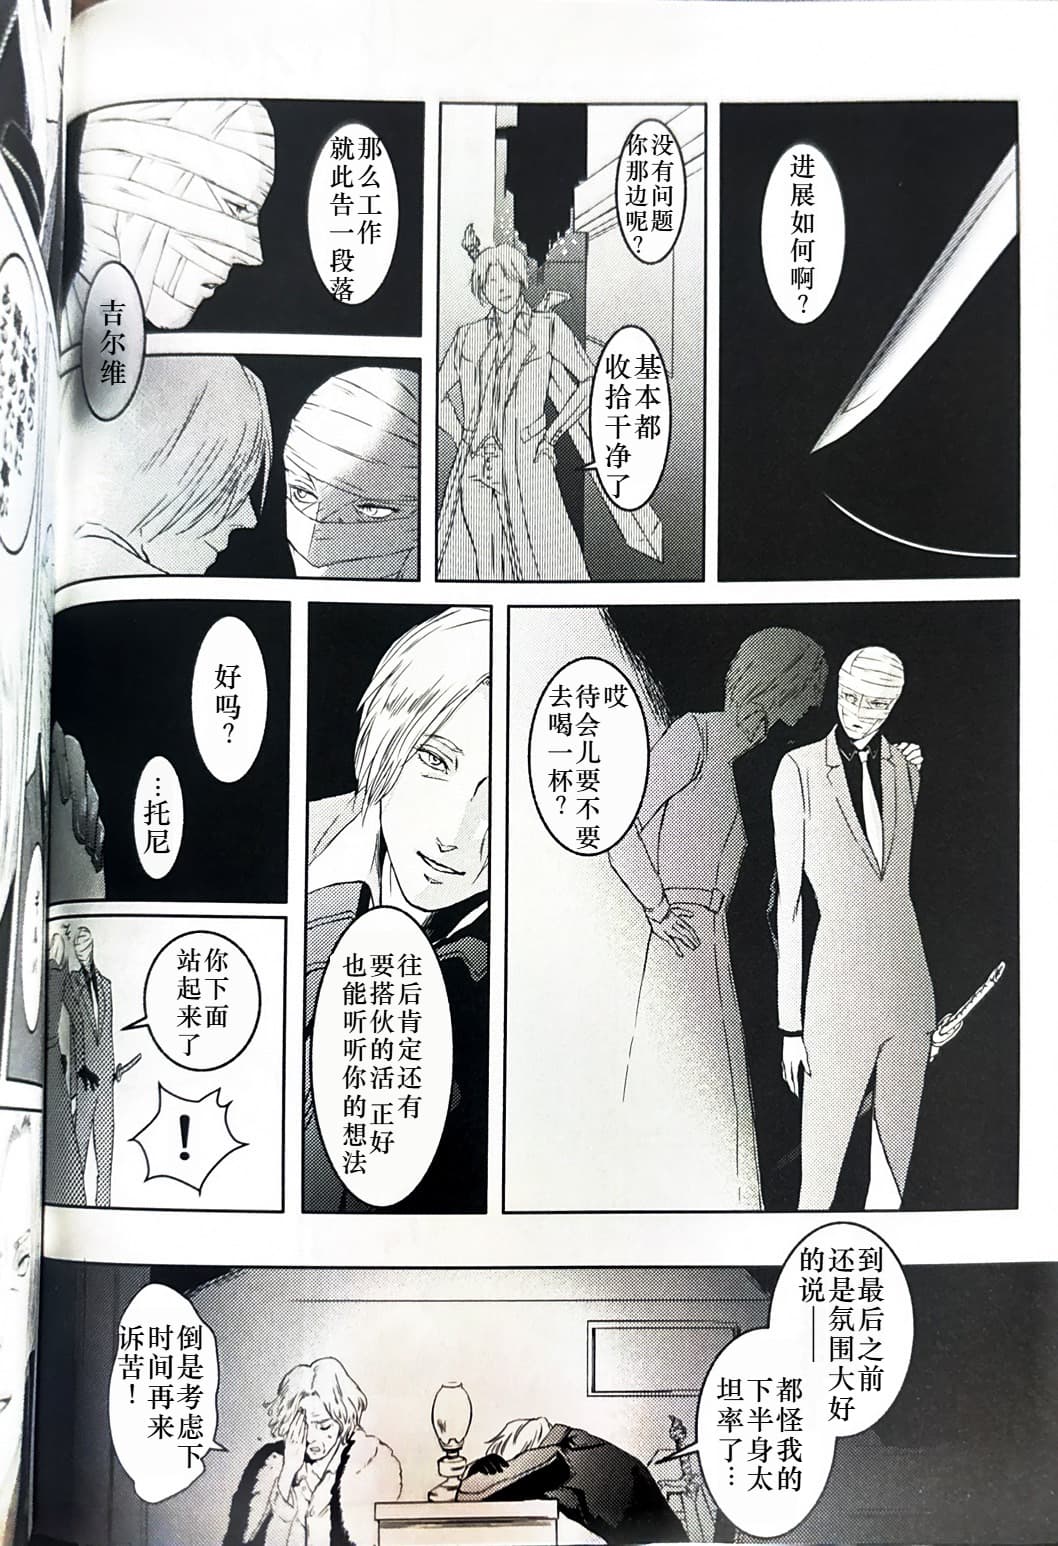 进展如何啊？
没有问题
你那边呢？
基本都
收拾干净了
那么工作
就此告一段落
吉尔维
哎
待会儿要不要
去喝一杯？
往后肯定还有
要搭伙的活 正好
也能听听你的想法
好吗？
…托尼
你下面
站起来了
！
到最后之前
还是氛围大好
的说——
都怪我的
下半身太
坦率了…
倒是考虑下
时间再来
诉苦！